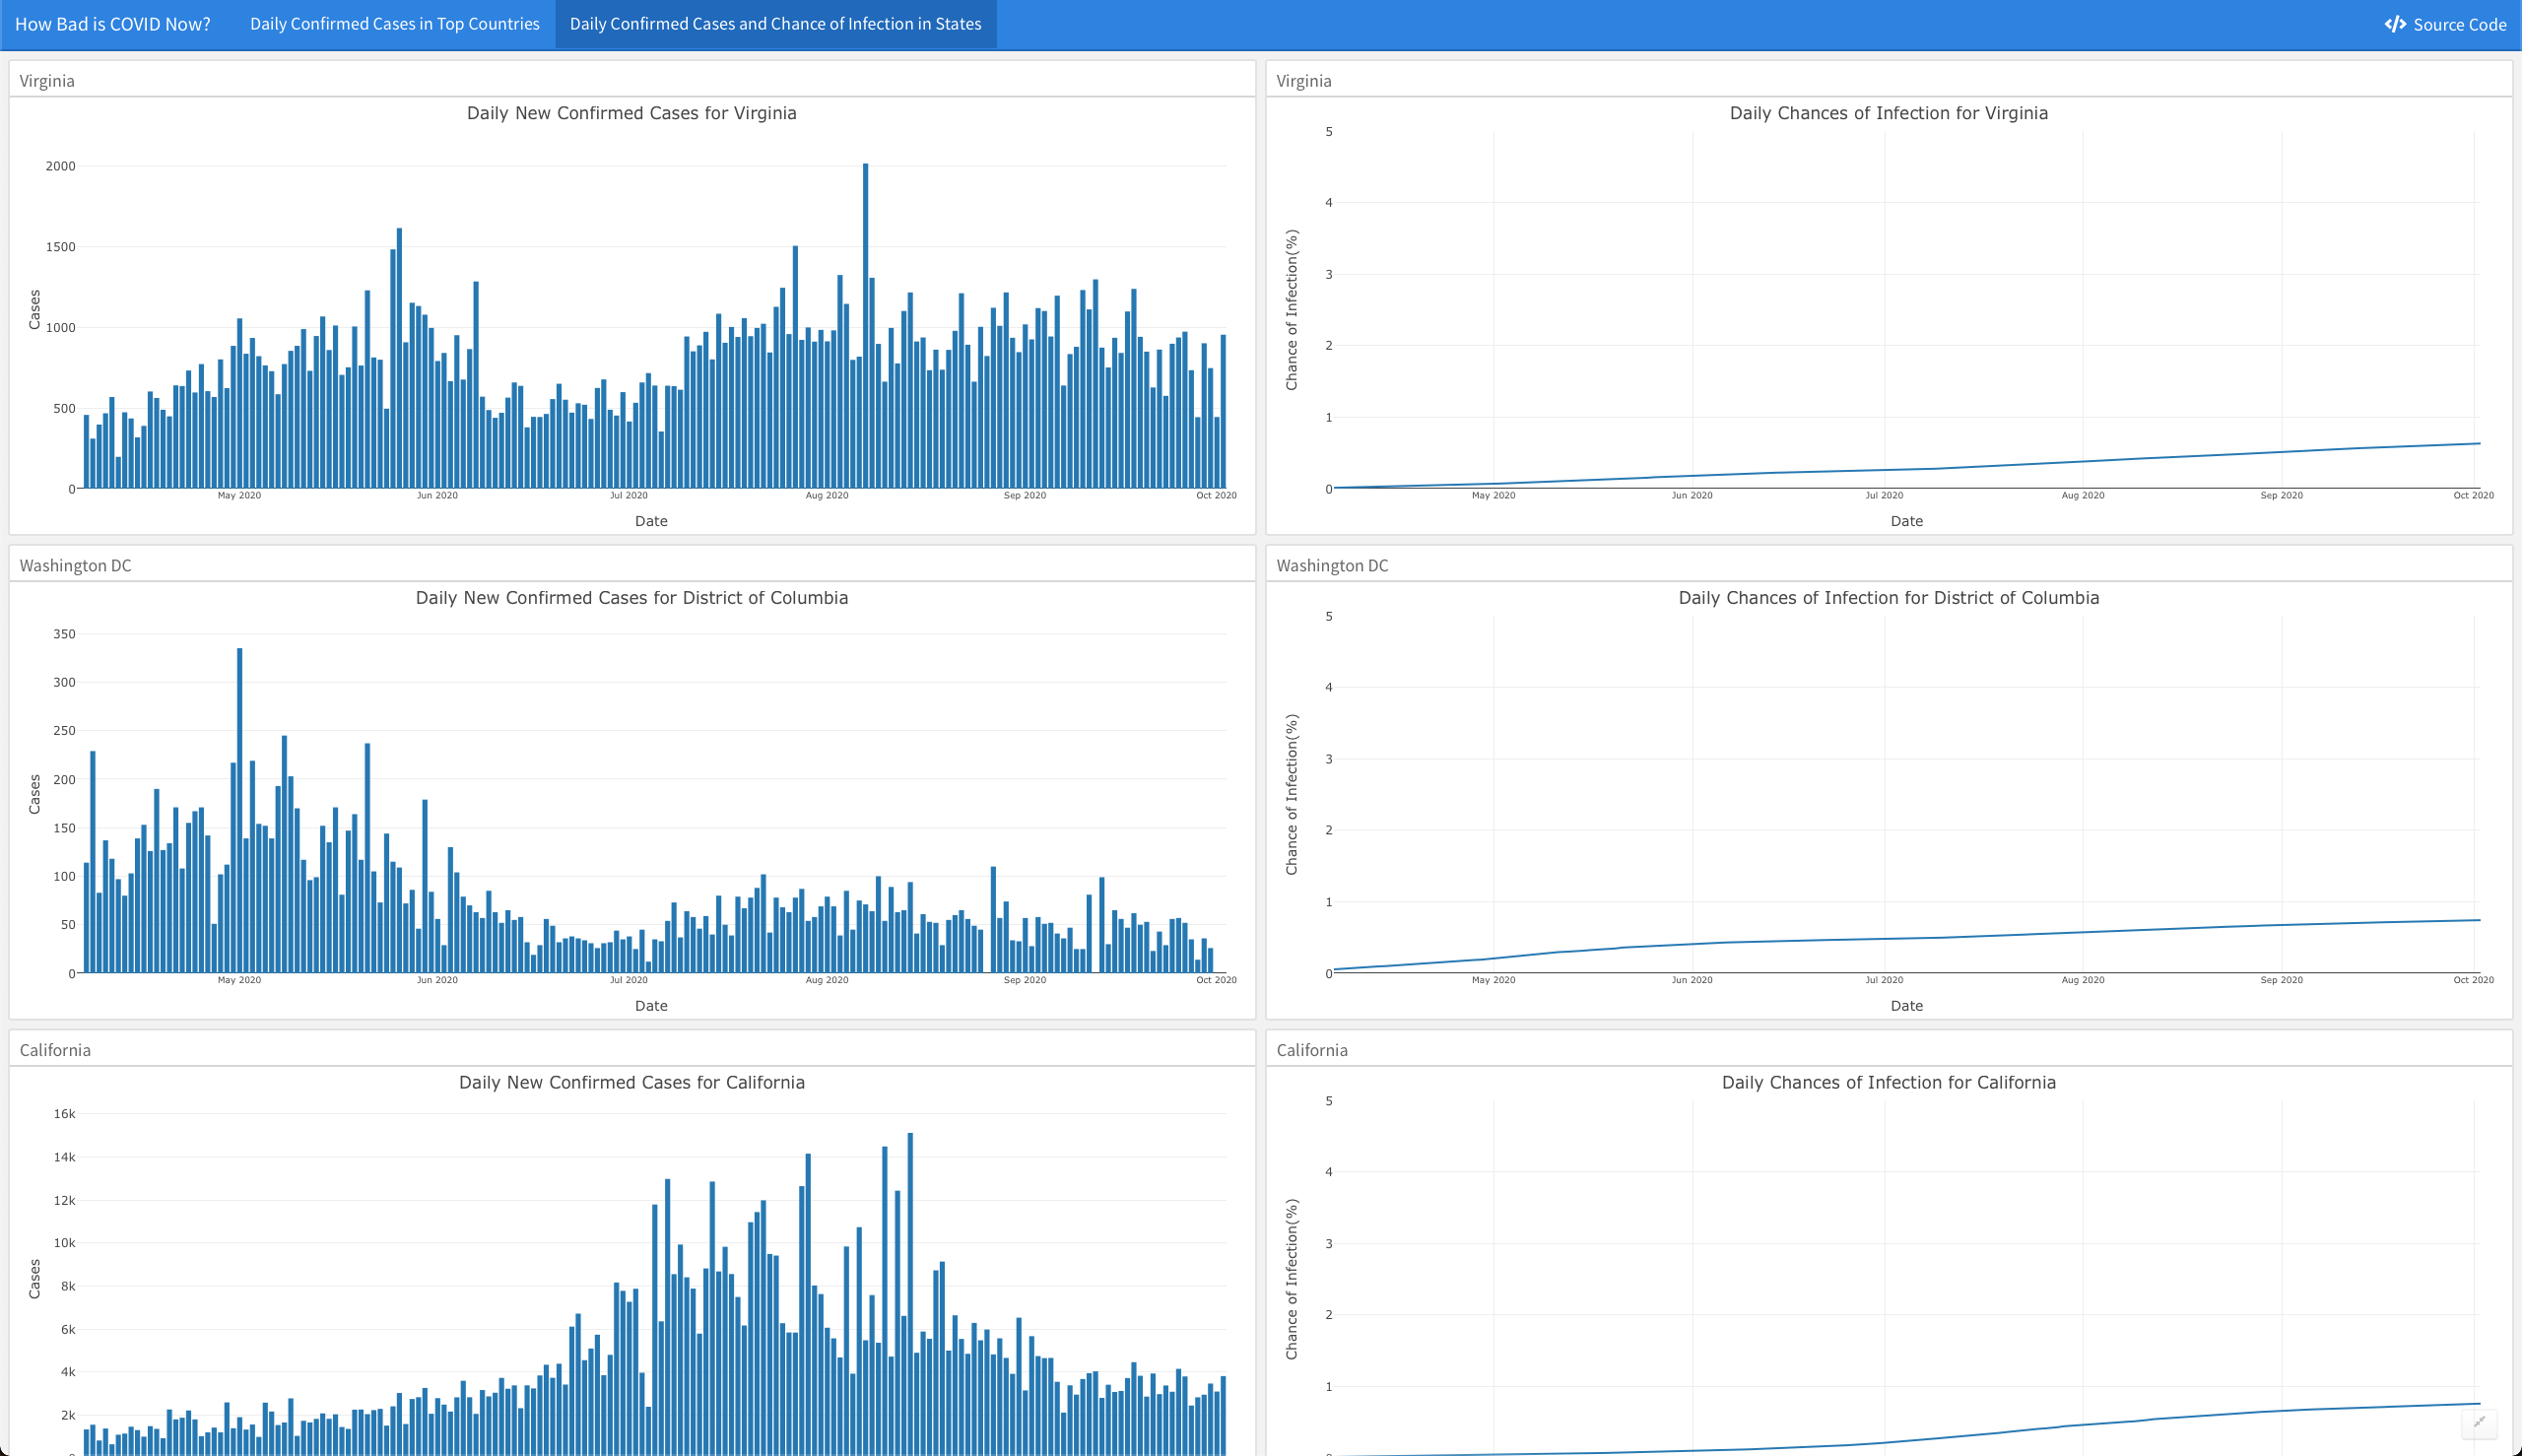 How Bad is COVID Now? Daily Confirmed Cases in Top Countries Daily Confirmed Cases and Chance of Infection in States </> Source Code
Virginia
Daily New Confirmed Cases for Virginia
2000
1500
1000
500
0
Cases
May 2020 Jun 2020 Jul 2020 Aug 2020 Sep 2020 Oct 2020
Date
Virginia
Daily Chances of Infection for Virginia
5
4
3
2
1
0
Chance of Infection(%)
May 2020 Jun 2020 Jul 2020 Aug 2020 Sep 2020 Oct 2020
Date
Washington DC
Daily New Confirmed Cases for District of Columbia
350
300
250
200
150
100
50
0
Cases
May 2020 Jun 2020 Jul 2020 Aug 2020 Sep 2020 Oct 2020
Date
Washington DC
Daily Chances of Infection for District of Columbia
5
4
3
2
1
0
Chance of Infection(%)
May 2020 Jun 2020 Jul 2020 Aug 2020 Sep 2020 Oct 2020
Date
California
Daily New Confirmed Cases for California
16k
14k
12k
10k
8k
6k
4k
2k
Cases
California
Daily Chances of Infection for California
5
4
3
2
1
Chance of Infection(%)